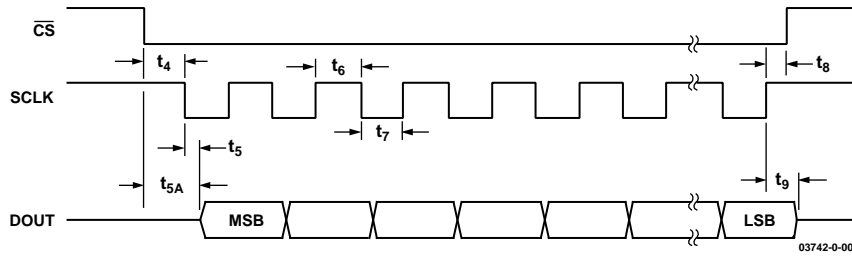 CS
t4
t6
t8
SCLK
t5
t7
t5A
t9
DOUT
MSB
LSB
03742-0-00